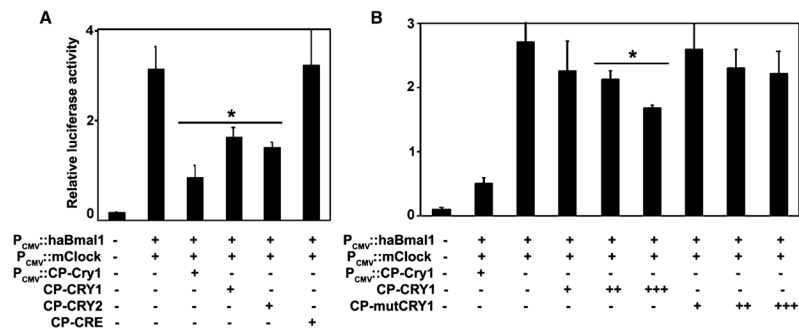 A
B
Relative luciferase activity
4
2
0
*
3
2
1
0
*
P_CMV::haBmal1 - + + + + +
P_CMV::mClock - + + + + +
P_CMV::CP-Cry1 - - + - - -
CP-CRY1 - - - + - -
CP-CRY2 - - - - + -
CP-CRE - - - - - +
P_CMV::haBmal1 - + + + + + + + +
P_CMV::mClock - + + + + + + + +
P_CMV::CP-Cry1 - + - - - - - - -
CP-CRY1 - - - + ++ +++ - - -
CP-mutCRY1 - - - - - - + ++ +++